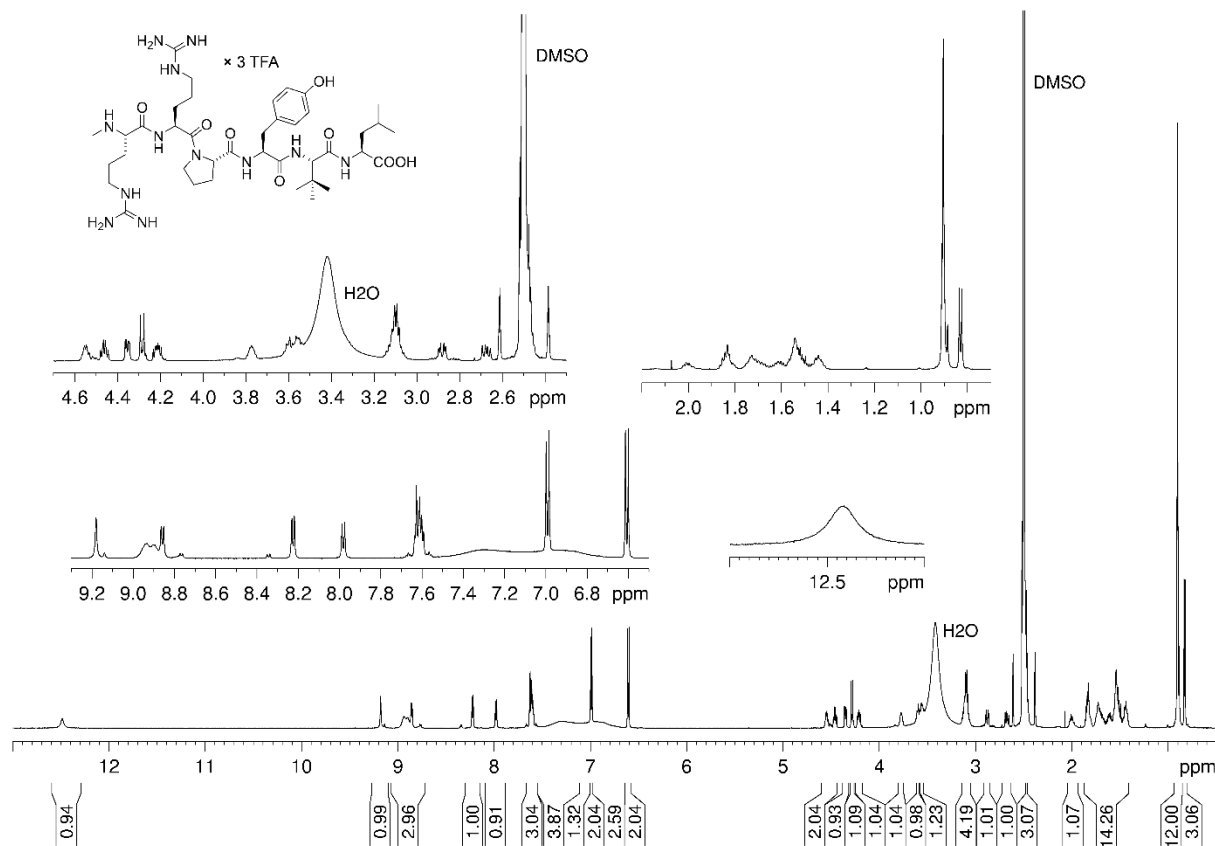 H₂N NH
HN
× 3 TFA
OH
H
N
O
N
H
O
N
O
N
H
O
H
N
O
N
H
COOH
NH
H₂N NH
DMSO
H2O
4.6 4.4 4.2 4.0 3.8 3.6 3.4 3.2 3.0 2.8 2.6 ppm
2.0 1.8 1.6 1.4 1.2 1.0 ppm
DMSO
9.2 9.0 8.8 8.6 8.4 8.2 8.0 7.8 7.6 7.4 7.2 7.0 6.8 ppm
12.5 ppm
H2O
12 11 10 9 8 7 6 5 4 3 2 ppm
0.94 0.99 2.96 1.00 0.91 3.04 3.87 1.32 2.04 2.59 2.04 2.04 0.93 1.09 1.04 1.04 0.98 1.23 4.19 1.01 1.00 3.07 1.07 14.26 12.00 3.06